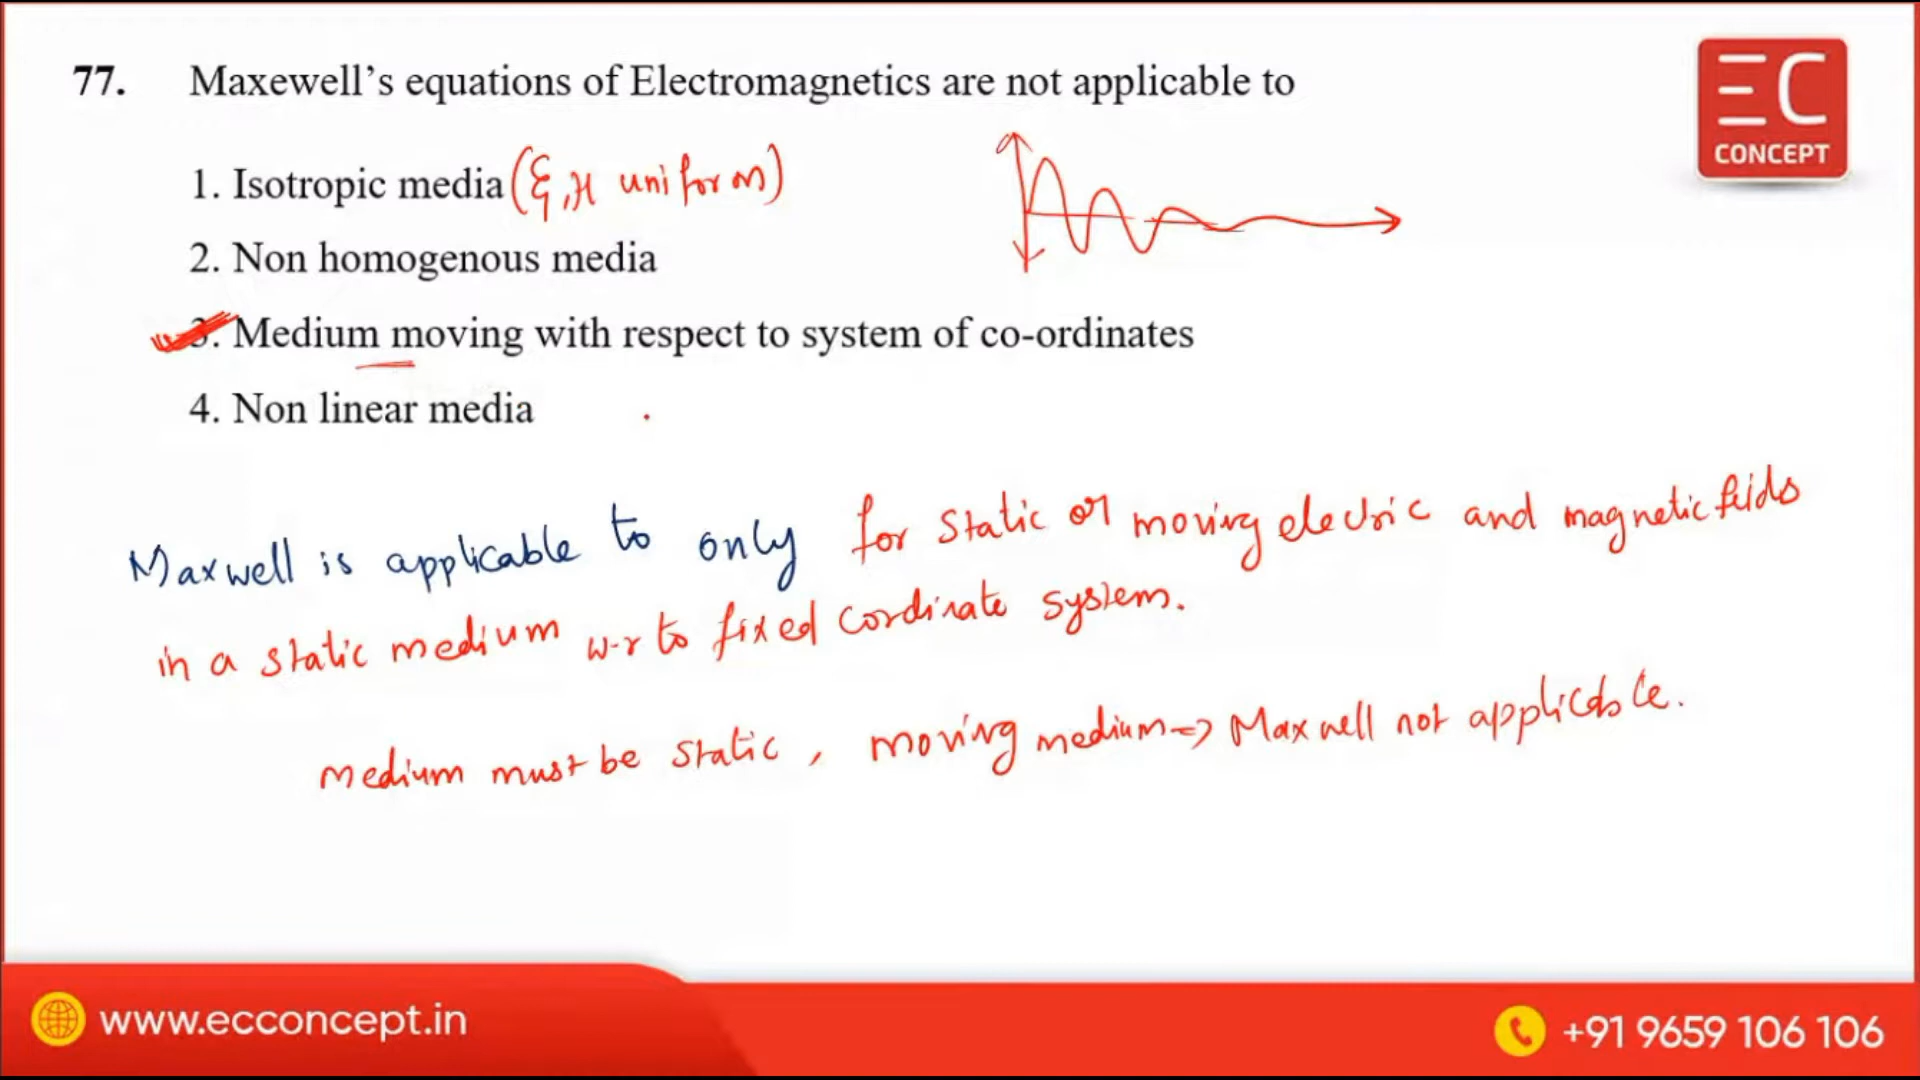 77. Maxewell's equations of Electromagnetics are not applicable to
EC
CONCEPT
1. Isotropic media (ξ, H uniform)
2. Non homogenous media
3. Medium moving with respect to system of co-ordinates
4. Non linear media
Maxwell is applicable to only for static or moving electric and magnetic feilds
in a static medium w.r to fixed cordinate system.
Medium must be static, moving medium => Maxwell not applicable.
www.ecconcept.in
+91 9659 106 106